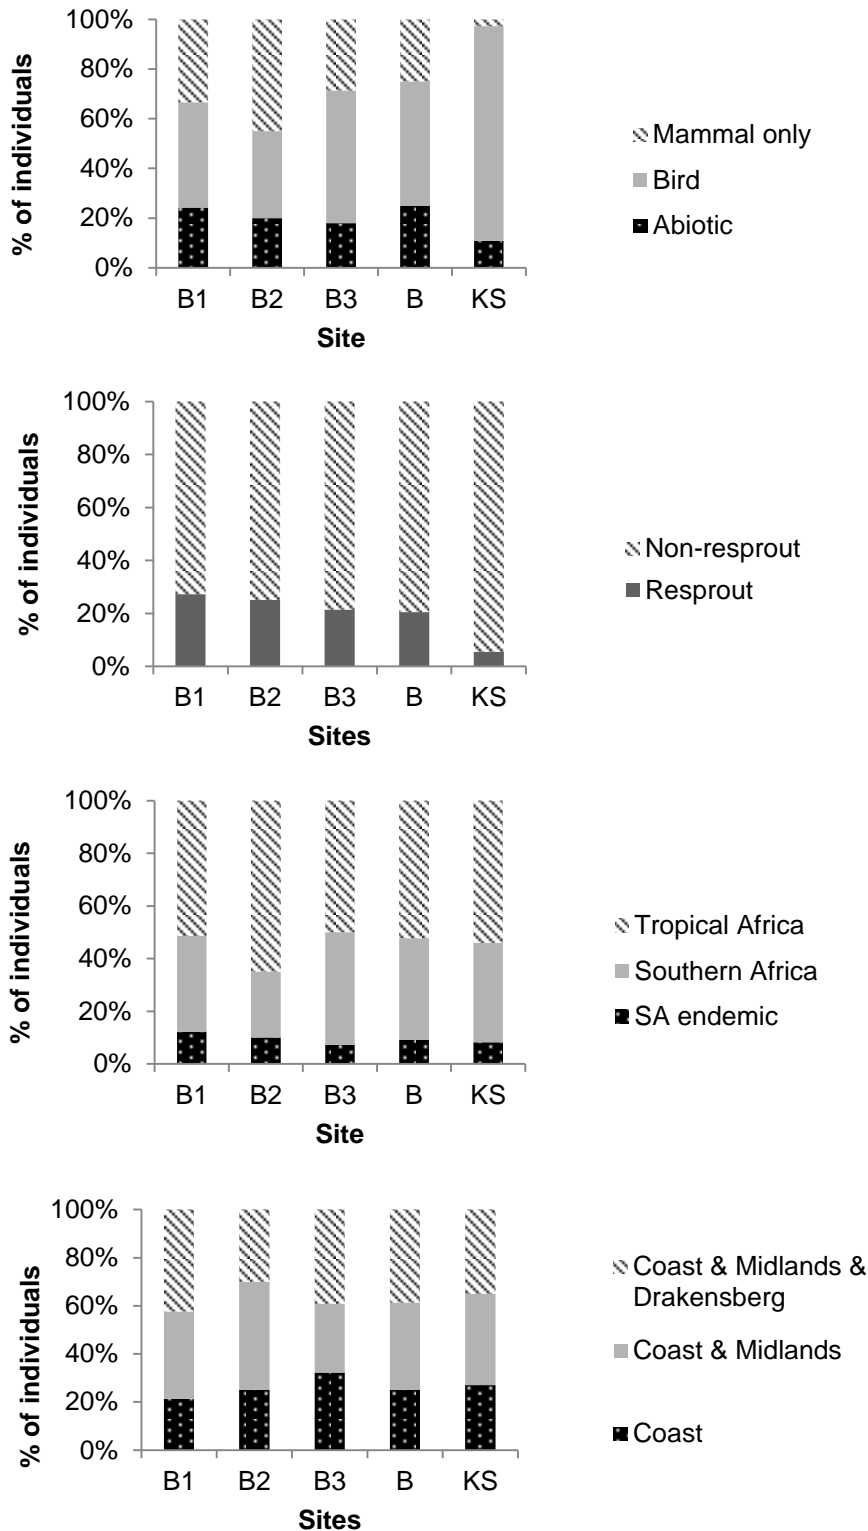 100%
80%
60%
40%
20%
0%
% of individuals
B1 B2 B3 B KS
Site
Mammal only
Bird
Abiotic
100%
80%
60%
40%
20%
0%
% of individuals
B1 B2 B3 B KS
Sites
Non-resprout
Resprout
100%
80%
60%
40%
20%
0%
% of individuals
B1 B2 B3 B KS
Site
Tropical Africa
Southern Africa
SA endemic
100%
80%
60%
40%
20%
0%
% of individuals
B1 B2 B3 B KS
Sites
Coast & Midlands &
Drakensberg
Coast & Midlands
Coast